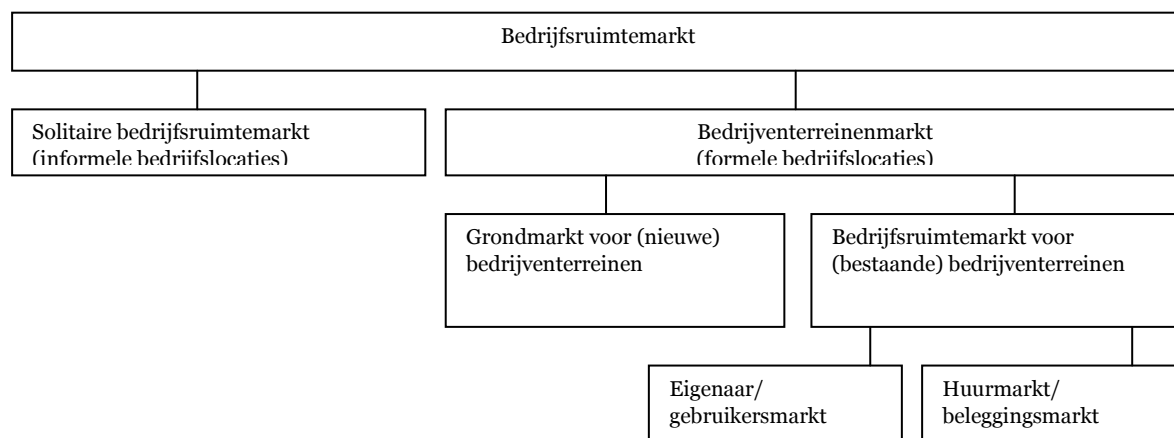 Bedrijfsruimtemarkt
Solitaire bedrijfsruimtemarkt
(informele bedrijfslocaties)
Bedrijventerreinenmarkt
(formele bedrijfslocaties)
Grondmarkt voor (nieuwe)
bedrijventerreinen
Bedrijfsruimtemarkt voor
(bestaande) bedrijventerreinen
Eigenaar/
gebruikersmarkt
Huurmarkt/
beleggingsmarkt